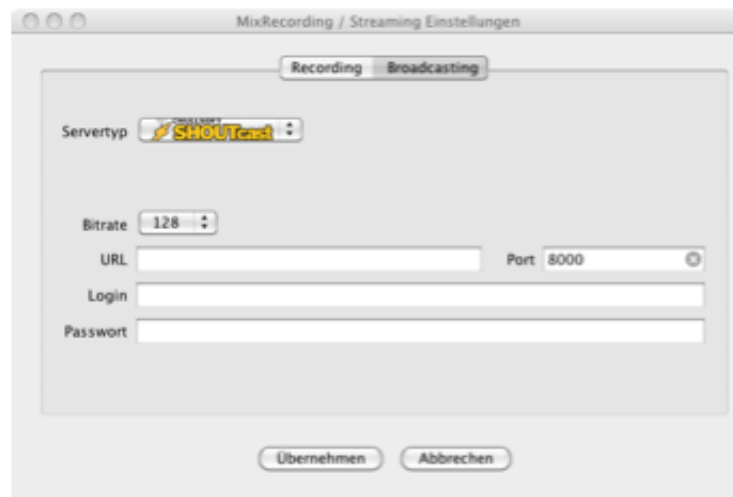 MixRecording / Streaming Einstellungen
Recording Broadcasting
Servertyp SHOUTcast
Bitrate 128
URL Port 8000
Login
Passwort
Übernehmen Abbrechen